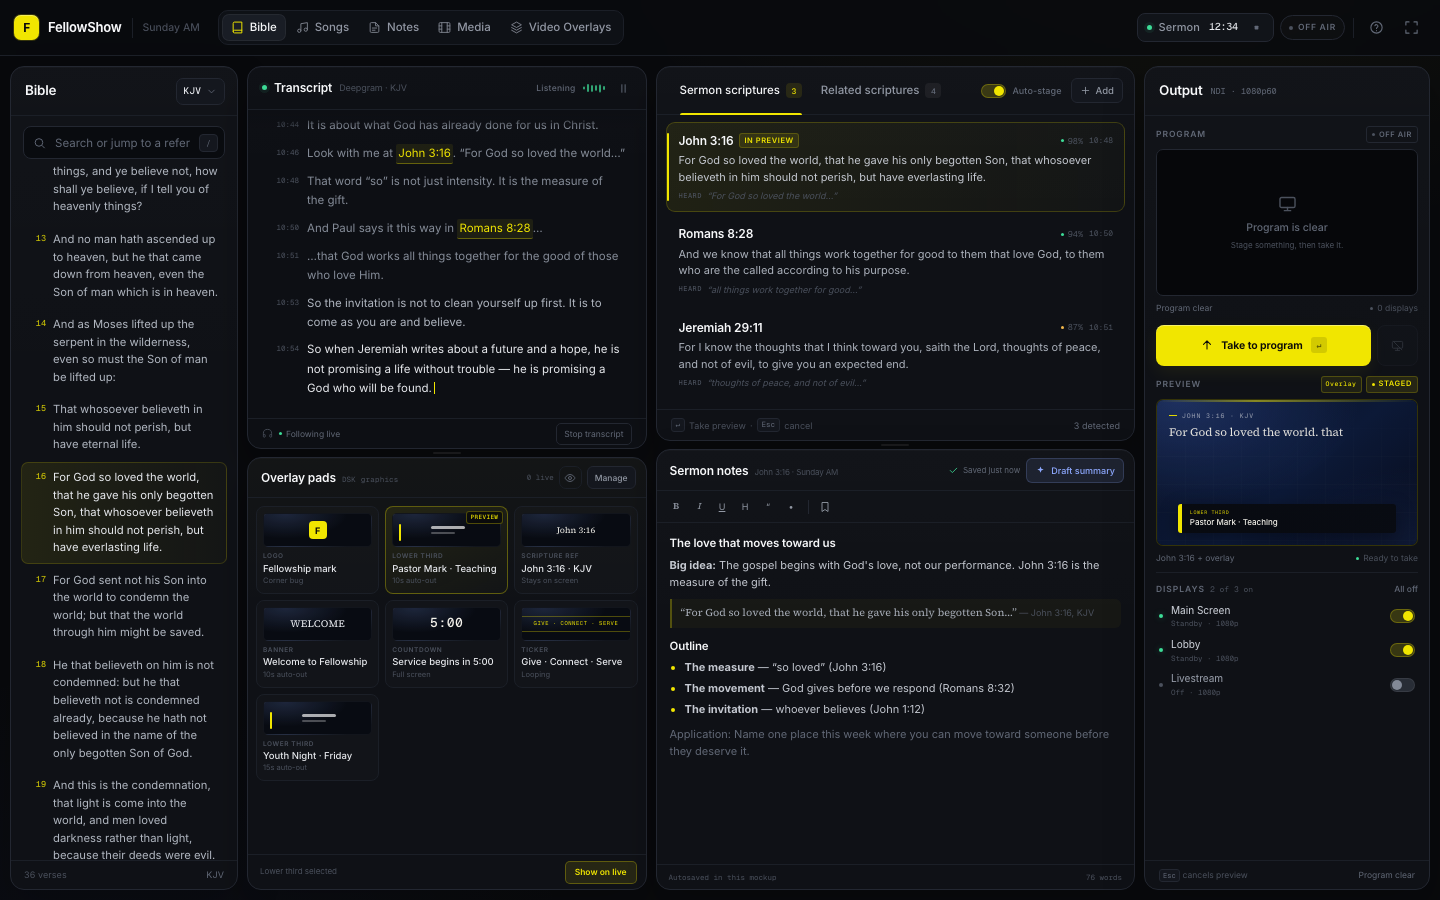 F FellowShow Sunday AM
Bible Songs Notes Media Video Overlays
Sermon 12:34
OFF AIR
Bible
KJV
Search or jump to a refer /
things, and ye believe not, how
shall ye believe, if I tell you of
heavenly things?
13 And no man hath ascended up
to heaven, but he that came
down from heaven, even the
Son of man which is in heaven.
14 And as Moses lifted up the
serpent in the wilderness,
even so must the Son of man
be lifted up:
15 That whosoever believeth in
him should not perish, but
have eternal life.
16 For God so loved the world,
that he gave his only begotten
Son, that whosoever believeth
in him should not perish, but
have everlasting life.
17 For God sent not his Son into
the world to condemn the
world; but that the world
through him might be saved.
18 He that believeth on him is not
condemned: but he that
believeth not is condemned
already, because he hath not
believed in the name of the
only begotten Son of God.
19 And this is the condemnation,
that light is come into the
world, and men loved
darkness rather than light,
because their deeds were evil.
36 verses KJV
Transcript Deepgram · KJV
Listening
10:44 It is about what God has already done for us in Christ.
10:46 Look with me at John 3:16. “For God so loved the world…”
10:48 That word “so” is not just intensity. It is the measure of
the gift.
10:50 And Paul says it this way in Romans 8:28…
10:51 …that God works all things together for the good of those
who love Him.
10:53 So the invitation is not to clean yourself up first. It is to
come as you are and believe.
10:54 So when Jeremiah writes about a future and a hope, he is
not promising a life without trouble — he is promising a
God who will be found.
Following live
Stop transcript
Overlay pads DSK graphics
0 live
Manage
F
LOGO
Fellowship mark
Corner bug
PREVIEW
LOWER THIRD
Pastor Mark · Teaching
10s auto-out
John 3:16
SCRIPTURE REF
John 3:16 · KJV
Stays on screen
WELCOME
BANNER
Welcome to Fellowship
10s auto-out
5:00
COUNTDOWN
Service begins in 5:00
Full screen
GIVE · CONNECT · SERVE
TICKER
Give · Connect · Serve
Looping
LOWER THIRD
Youth Night · Friday
15s auto-out
Lower third selected
Show on live
Sermon scriptures 3
Related scriptures 4
Auto-stage
Add
John 3:16 IN PREVIEW
98% 10:48
For God so loved the world, that he gave his only begotten Son, that whosoever
believeth in him should not perish, but have everlasting life.
HEARD “For God so loved the world…”
Romans 8:28
94% 10:50
And we know that all things work together for good to them that love God, to them
who are the called according to his purpose.
HEARD “all things work together for good…”
Jeremiah 29:11
87% 10:51
For I know the thoughts that I think toward you, saith the Lord, thoughts of peace,
and not of evil, to give you an expected end.
HEARD “thoughts of peace, and not of evil…”
↵ Take preview · Esc cancel
3 detected
Sermon notes John 3:16 · Sunday AM
Saved just now
Draft summary
B I U H " •
The love that moves toward us
Big idea: The gospel begins with God's love, not our performance. John 3:16 is the
measure of the gift.
“For God so loved the world, that he gave his only begotten Son…” — John 3:16, KJV
Outline
• The measure — “so loved” (John 3:16)
• The movement — God gives before we respond (Romans 8:32)
• The invitation — whoever believes (John 1:12)
Application: Name one place this week where you can move toward someone before
they deserve it.
Autosaved in this mockup
76 words
Output NDI · 1080p60
PROGRAM
OFF AIR
Program is clear
Stage something, then take it.
Program clear
0 displays
Take to program ↵
PREVIEW
Overlay
STAGED
— JOHN 3:16 · KJV
For God so loved the world. that
LOWER THIRD
Pastor Mark · Teaching
John 3:16 + overlay
Ready to take
DISPLAYS 2 of 3 on
All off
Main Screen
Standby · 1080p
Lobby
Standby · 1080p
Livestream
Off · 1080p
Esc cancels preview
Program clear